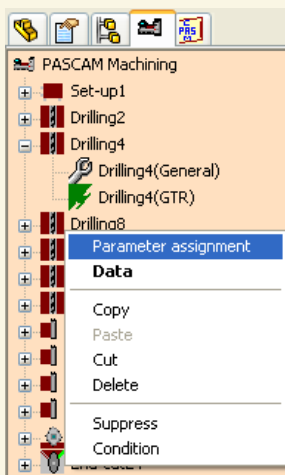 PAS
PASCAM Machining
Set-up1
Drilling2
Drilling4
Drilling4(General)
Drilling4(GTR)
Drilling8
Parameter assignment
Data
Copy
Paste
Cut
Delete
Suppress
Condition